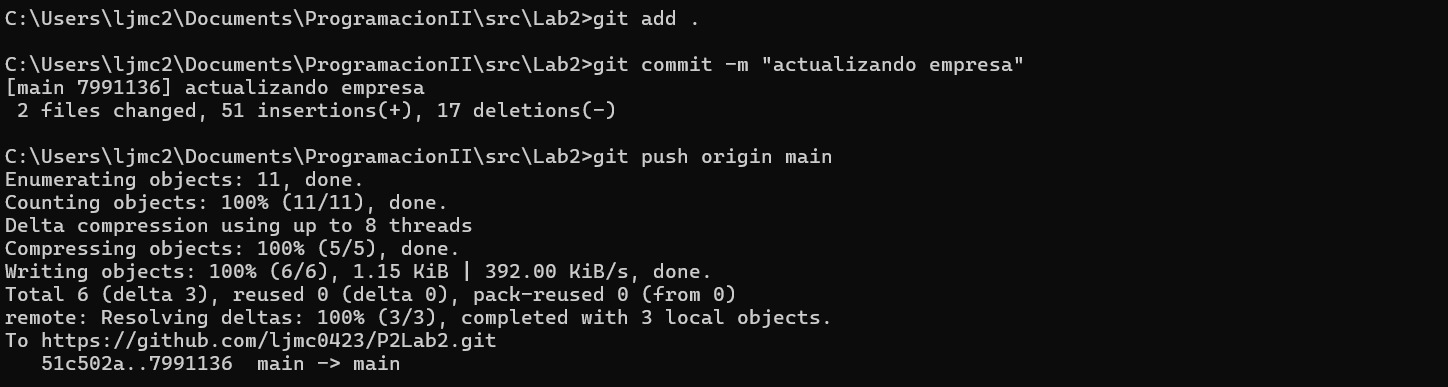 C:\Users\ljmc2\Documents\ProgramacionII\src\Lab2>git add .
C:\Users\ljmc2\Documents\ProgramacionII\src\Lab2>git commit -m "actualizando empresa"
[main 7991136] actualizando empresa
 2 files changed, 51 insertions(+), 17 deletions(-)
C:\Users\ljmc2\Documents\ProgramacionII\src\Lab2>git push origin main
Enumerating objects: 11, done.
Counting objects: 100% (11/11), done.
Delta compression using up to 8 threads
Compressing objects: 100% (5/5), done.
Writing objects: 100% (6/6), 1.15 KiB | 392.00 KiB/s, done.
Total 6 (delta 3), reused 0 (delta 0), pack-reused 0 (from 0)
remote: Resolving deltas: 100% (3/3), completed with 3 local objects.
To https://github.com/ljmc0423/P2Lab2.git
   51c502a..7991136  main -> main